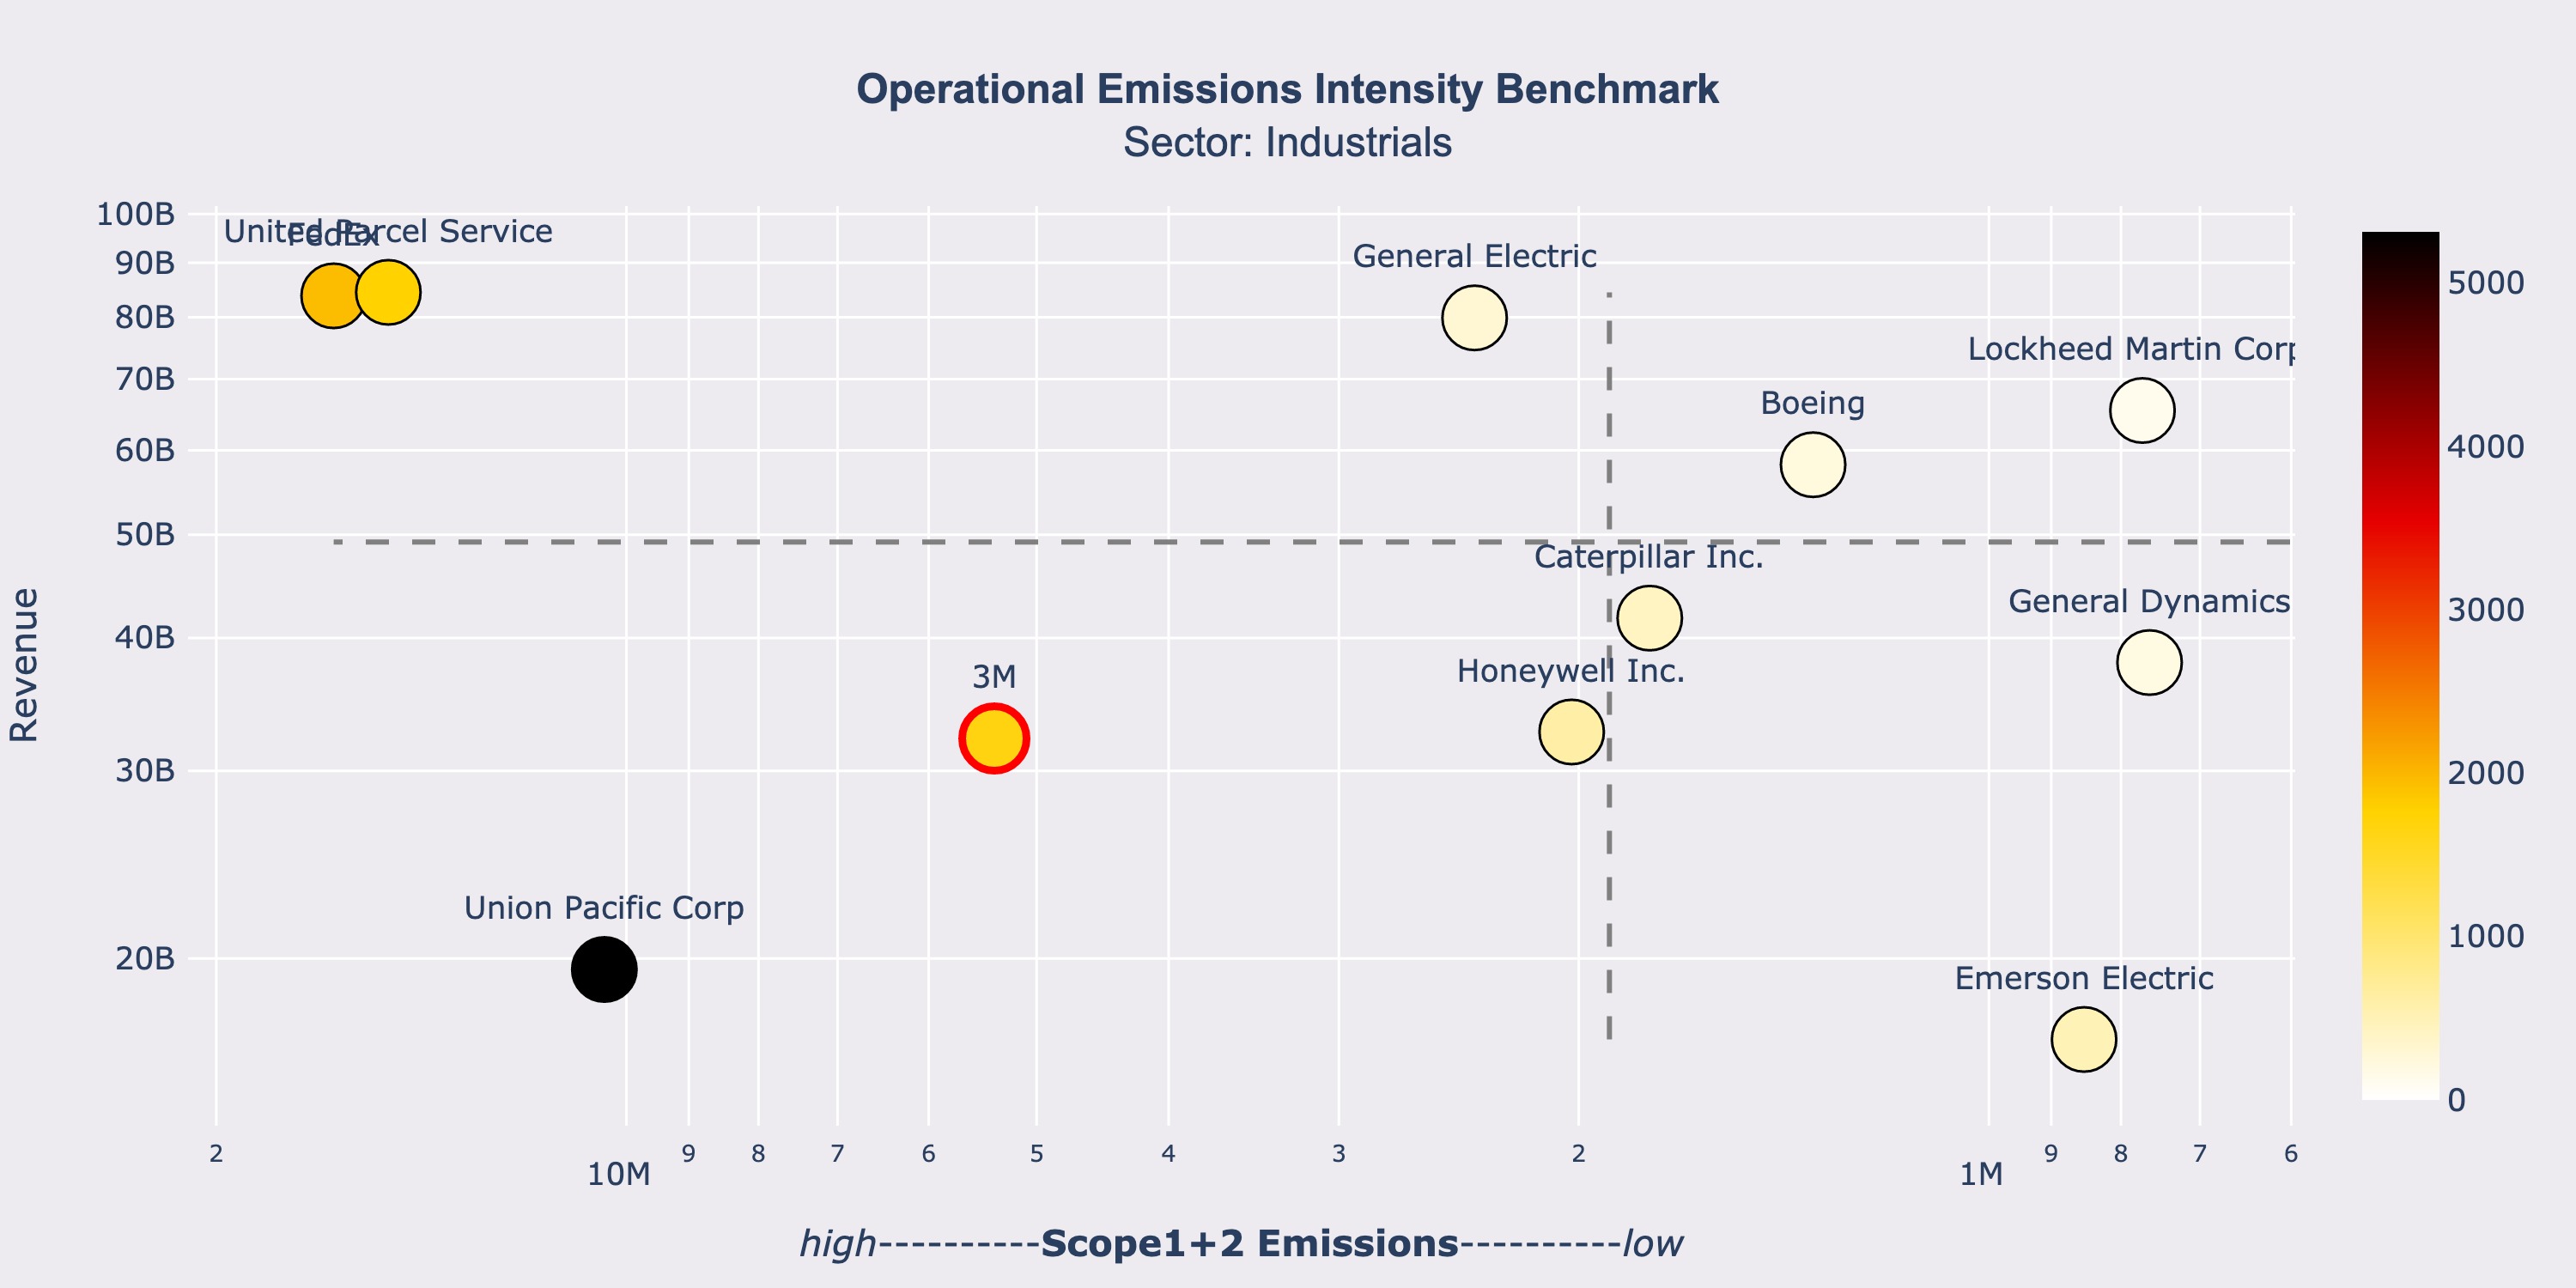 Operational Emissions Intensity Benchmark
Sector: Industrials
100B
90B
80B
70B
60B
50B
40B
30B
20B
Revenue
United Parcel Service
FedEx
General Electric
Lockheed Martin Corp
Boeing
Caterpillar Inc.
General Dynamics
Honeywell Inc.
3M
Union Pacific Corp
Emerson Electric
2 9 8 7 6 5 4 3 2 9 8 7 6
10M 1M
high----------Scope1+2 Emissions----------low
5000
4000
3000
2000
1000
0